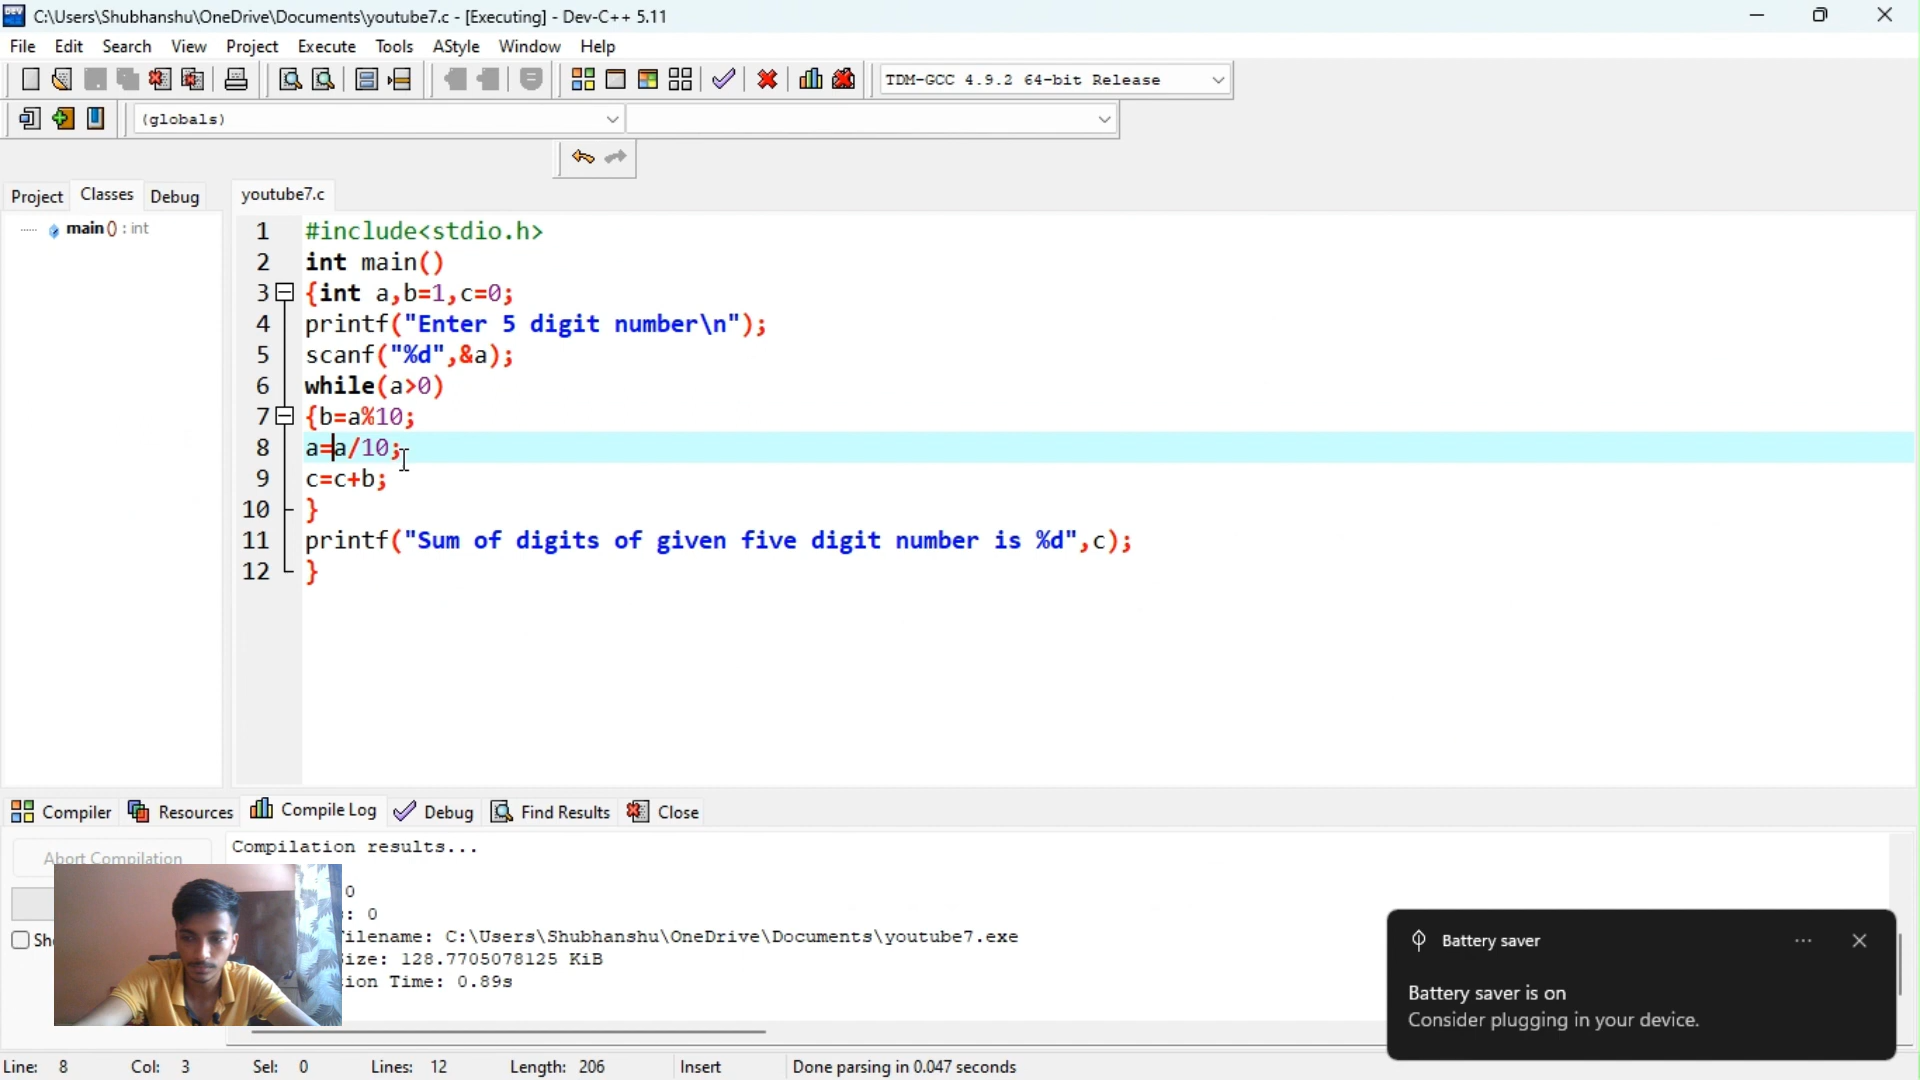 C:\Users\Shubhanshu\OneDrive\Documents\youtube7.c - [Executing] - Dev-C++ 5.11
File Edit Search View Project Execute Tools AStyle Window Help
TDM-GCC 4.9.2 64-bit Release
(globals)
Project Classes Debug
youtube7.c
main () : int
1 #include<stdio.h>
2 int main()
3 {int a,b=1,c=0;
4 printf("Enter 5 digit number\n");
5 scanf("%d",&a);
6 while(a>0)
7 {b=a%10;
8 a=a/10;
9 c=c+b;
10 }
11 printf("Sum of digits of given five digit number is %d",c);
12 }
Compiler Resources Compile Log Debug Find Results Close
Abort Compilation
Compilation results...
0
: 0
ilename: C:\Users\Shubhanshu\OneDrive\Documents\youtube7.exe
ize: 128.7705078125 KiB
ion Time: 0.89s
Battery saver
Battery saver is on
Consider plugging in your device.
Line: 8 Col: 3 Sel: 0 Lines: 12 Length: 206 Insert Done parsing in 0.047 seconds